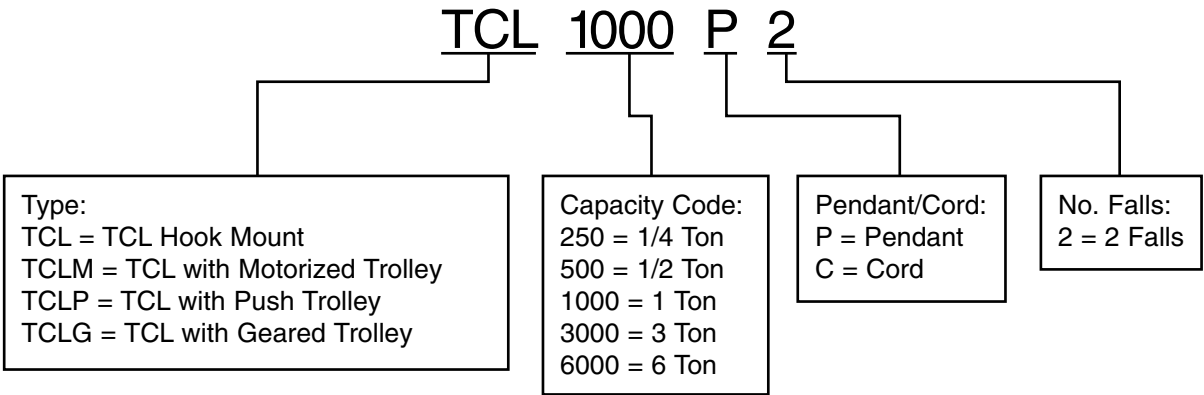 TCL 1000 P 2
Type:
TCL = TCL Hook Mount
TCLM = TCL with Motorized Trolley
TCLP = TCL with Push Trolley
TCLG = TCL with Geared Trolley
Capacity Code:
250 = 1/4 Ton
500 = 1/2 Ton
1000 = 1 Ton
3000 = 3 Ton
6000 = 6 Ton
Pendant/Cord:
P = Pendant
C = Cord
No. Falls:
2 = 2 Falls